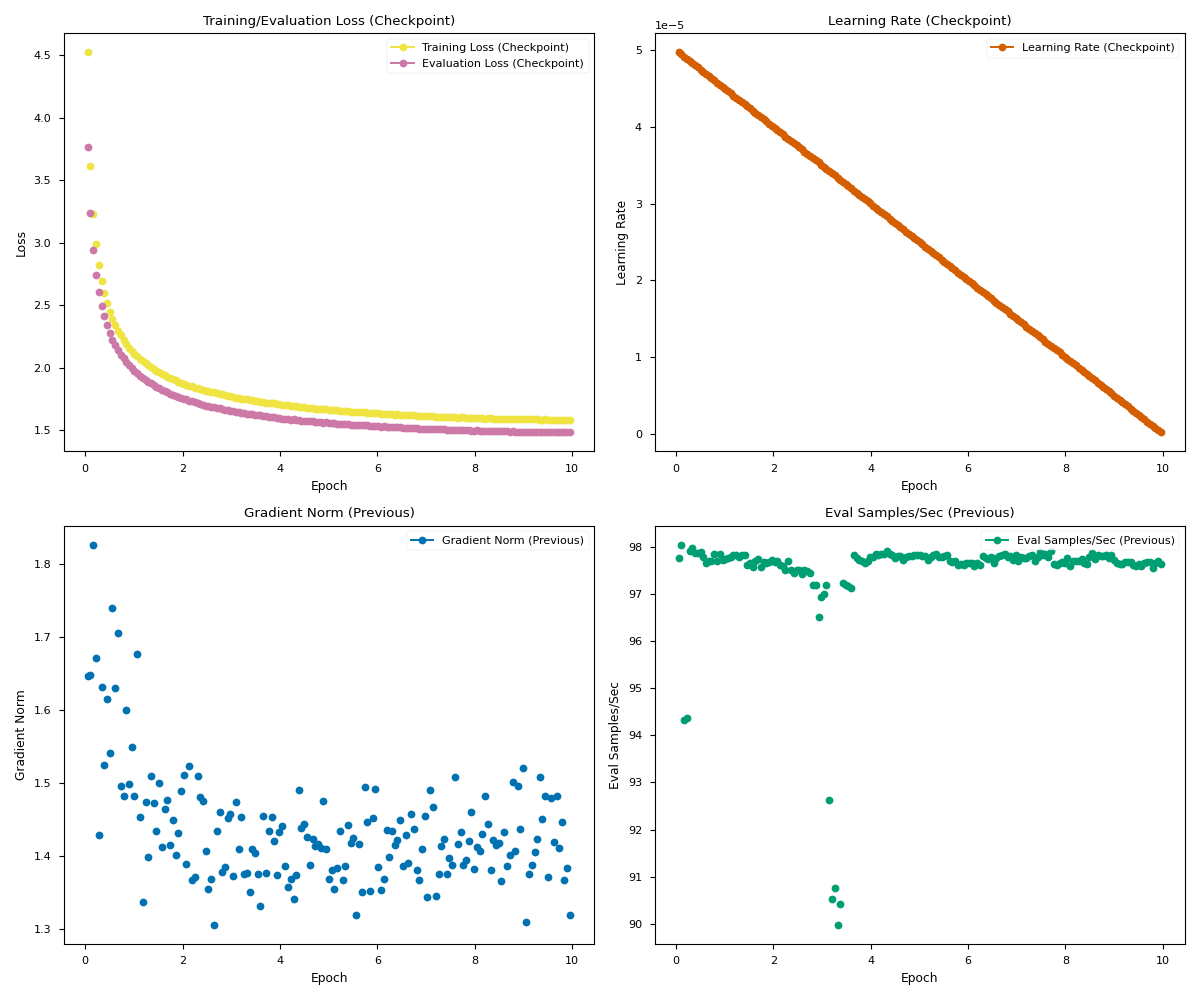 Training/Evaluation Loss (Checkpoint)
Training Loss (Checkpoint)
Evaluation Loss (Checkpoint)
4.5
4.0
3.5
3.0
2.5
2.0
1.5
Loss
0 2 4 6 8 10
Epoch
Learning Rate (Checkpoint)
1e−5
Learning Rate (Checkpoint)
5
4
3
2
1
0
Learning Rate
0 2 4 6 8 10
Epoch
Gradient Norm (Previous)
Gradient Norm (Previous)
1.8
1.7
1.6
1.5
1.4
1.3
Gradient Norm
0 2 4 6 8 10
Epoch
Eval Samples/Sec (Previous)
Eval Samples/Sec (Previous)
98
97
96
95
94
93
92
91
90
Eval Samples/Sec
0 2 4 6 8 10
Epoch